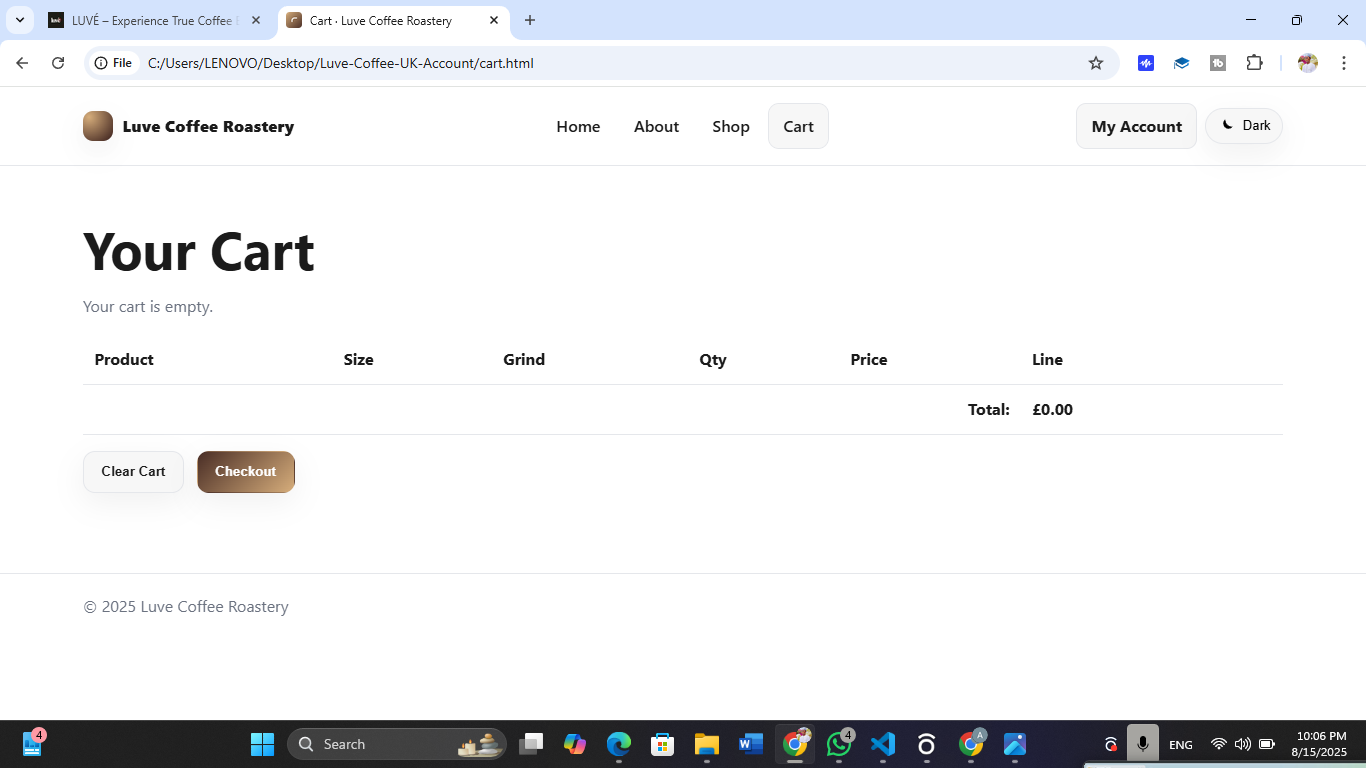 LUVÉ – Experience True Coffee
Cart · Luve Coffee Roastery
File
C:/Users/LENOVO/Desktop/Luve-Coffee-UK-Account/cart.html
Luve Coffee Roastery
Home
About
Shop
Cart
My Account
Dark
Your Cart
Your cart is empty.
Product Size Grind Qty Price Line
Total: £0.00
Clear Cart
Checkout
© 2025 Luve Coffee Roastery
4
Search
4
A
ENG
10:06 PM
8/15/2025